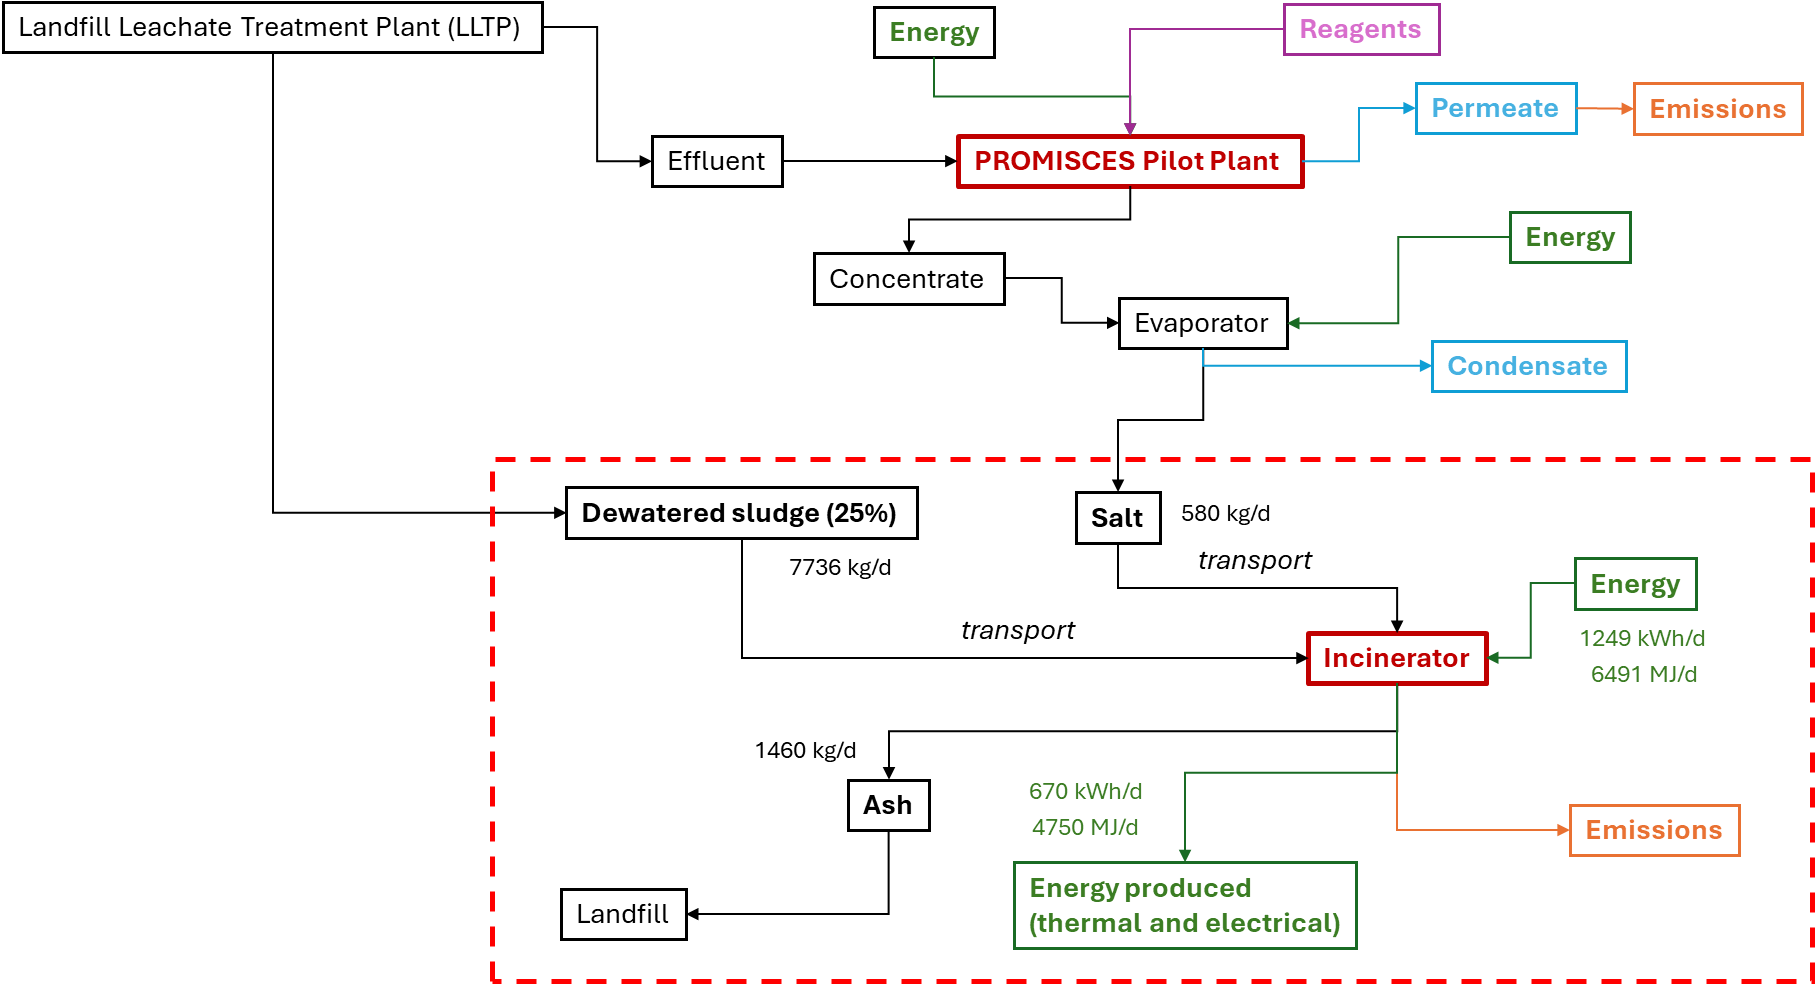 Landfill Leachate Treatment Plant (LLTP)
Energy
Reagents
Permeate
Emissions
Effluent
PROMISCES Pilot Plant
Energy
Concentrate
Evaporator
Condensate
Dewatered sludge (25%)
Salt
580 kg/d
7736 kg/d
transport
Energy
transport
1249 kWh/d
6491 MJ/d
Incinerator
1460 kg/d
670 kWh/d
4750 MJ/d
Ash
Emissions
Energy produced
(thermal and electrical)
Landfill